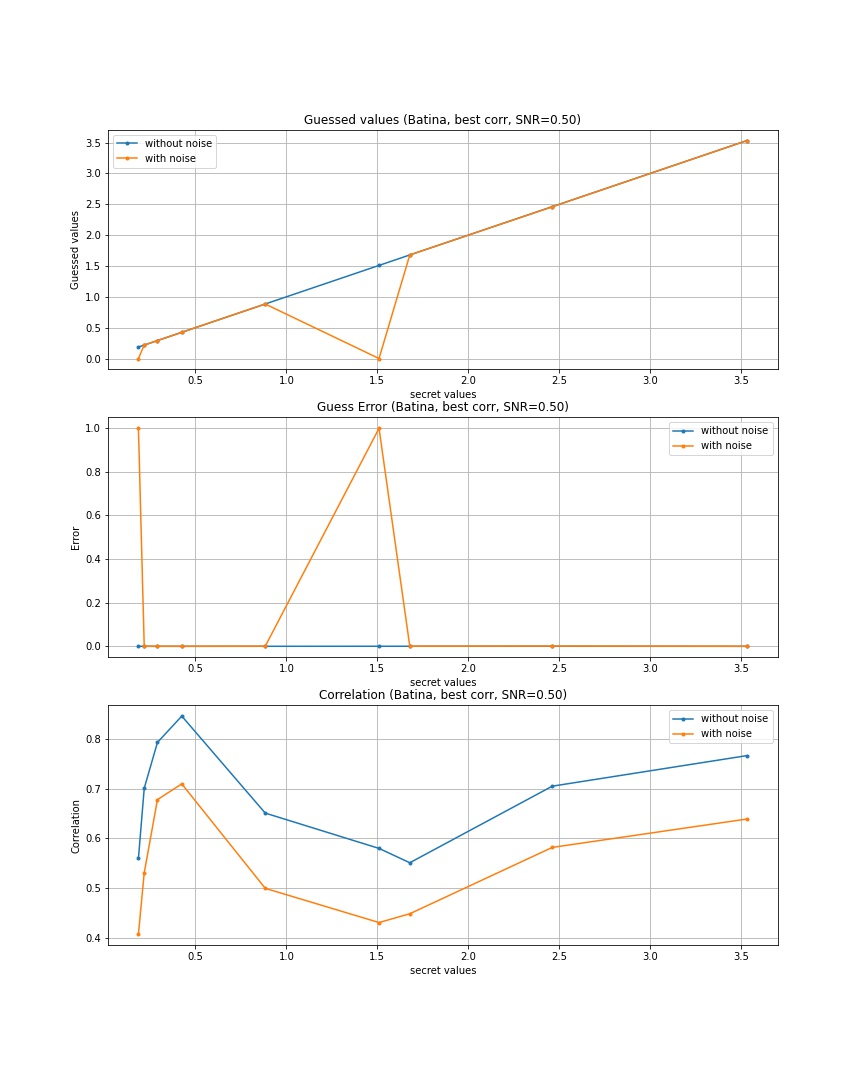 Guessed values (Batina, best corr, SNR=0.50)
without noise
with noise
3.5
3.0
2.5
2.0
1.5
1.0
0.5
0.0
Guessed values
0.5 1.0 1.5 2.0 2.5 3.0 3.5
secret values
Guess Error (Batina, best corr, SNR=0.50)
without noise
with noise
1.0
0.8
0.6
0.4
0.2
0.0
Error
0.5 1.0 1.5 2.0 2.5 3.0 3.5
secret values
Correlation (Batina, best corr, SNR=0.50)
without noise
with noise
0.8
0.7
0.6
0.5
0.4
Correlation
0.5 1.0 1.5 2.0 2.5 3.0 3.5
secret values